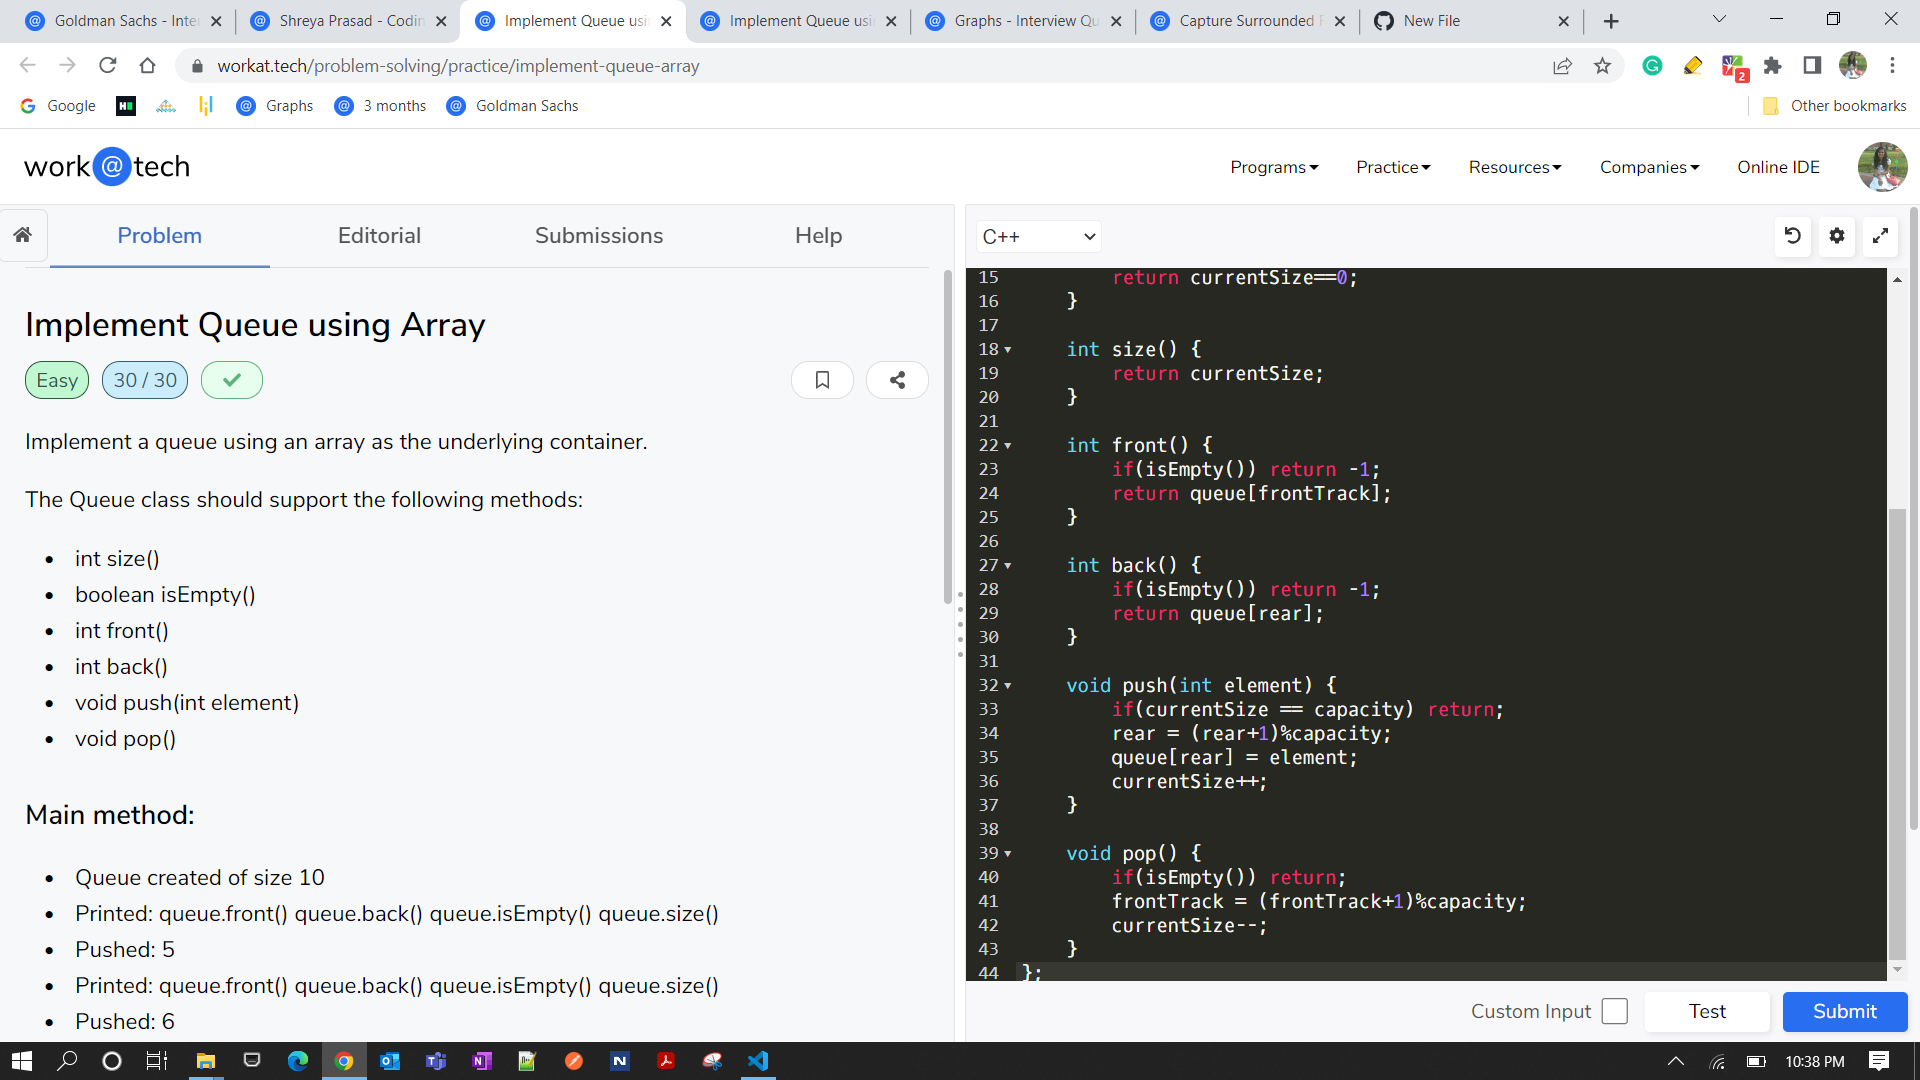 Goldman Sachs - Inte
Shreya Prasad - Codin
Implement Queue usi
Implement Queue usi
Graphs - Interview Qu
Capture Surrounded
New File
workat.tech/problem-solving/practice/implement-queue-array
2
Google
Graphs
3 months
Goldman Sachs
Other bookmarks
work@tech
Programs
Practice
Resources
Companies
Online IDE
Problem
Editorial
Submissions
Help
C++
Implement Queue using Array
Easy
30 / 30
Implement a queue using an array as the underlying container.
The Queue class should support the following methods:
• int size()
• boolean isEmpty()
• int front()
• int back()
• void push(int element)
• void pop()
Main method:
• Queue created of size 10
• Printed: queue.front() queue.back() queue.isEmpty() queue.size()
• Pushed: 5
• Printed: queue.front() queue.back() queue.isEmpty() queue.size()
• Pushed: 6
15 return currentSize==0;
16 }
17
18 int size() {
19 return currentSize;
20 }
21
22 int front() {
23 if(isEmpty()) return -1;
24 return queue[frontTrack];
25 }
26
27 int back() {
28 if(isEmpty()) return -1;
29 return queue[rear];
30 }
31
32 void push(int element) {
33 if(currentSize == capacity) return;
34 rear = (rear+1)%capacity;
35 queue[rear] = element;
36 currentSize++;
37 }
38
39 void pop() {
40 if(isEmpty()) return;
41 frontTrack = (frontTrack+1)%capacity;
42 currentSize--;
43 }
44 };
Custom Input
Test
Submit
10:38 PM